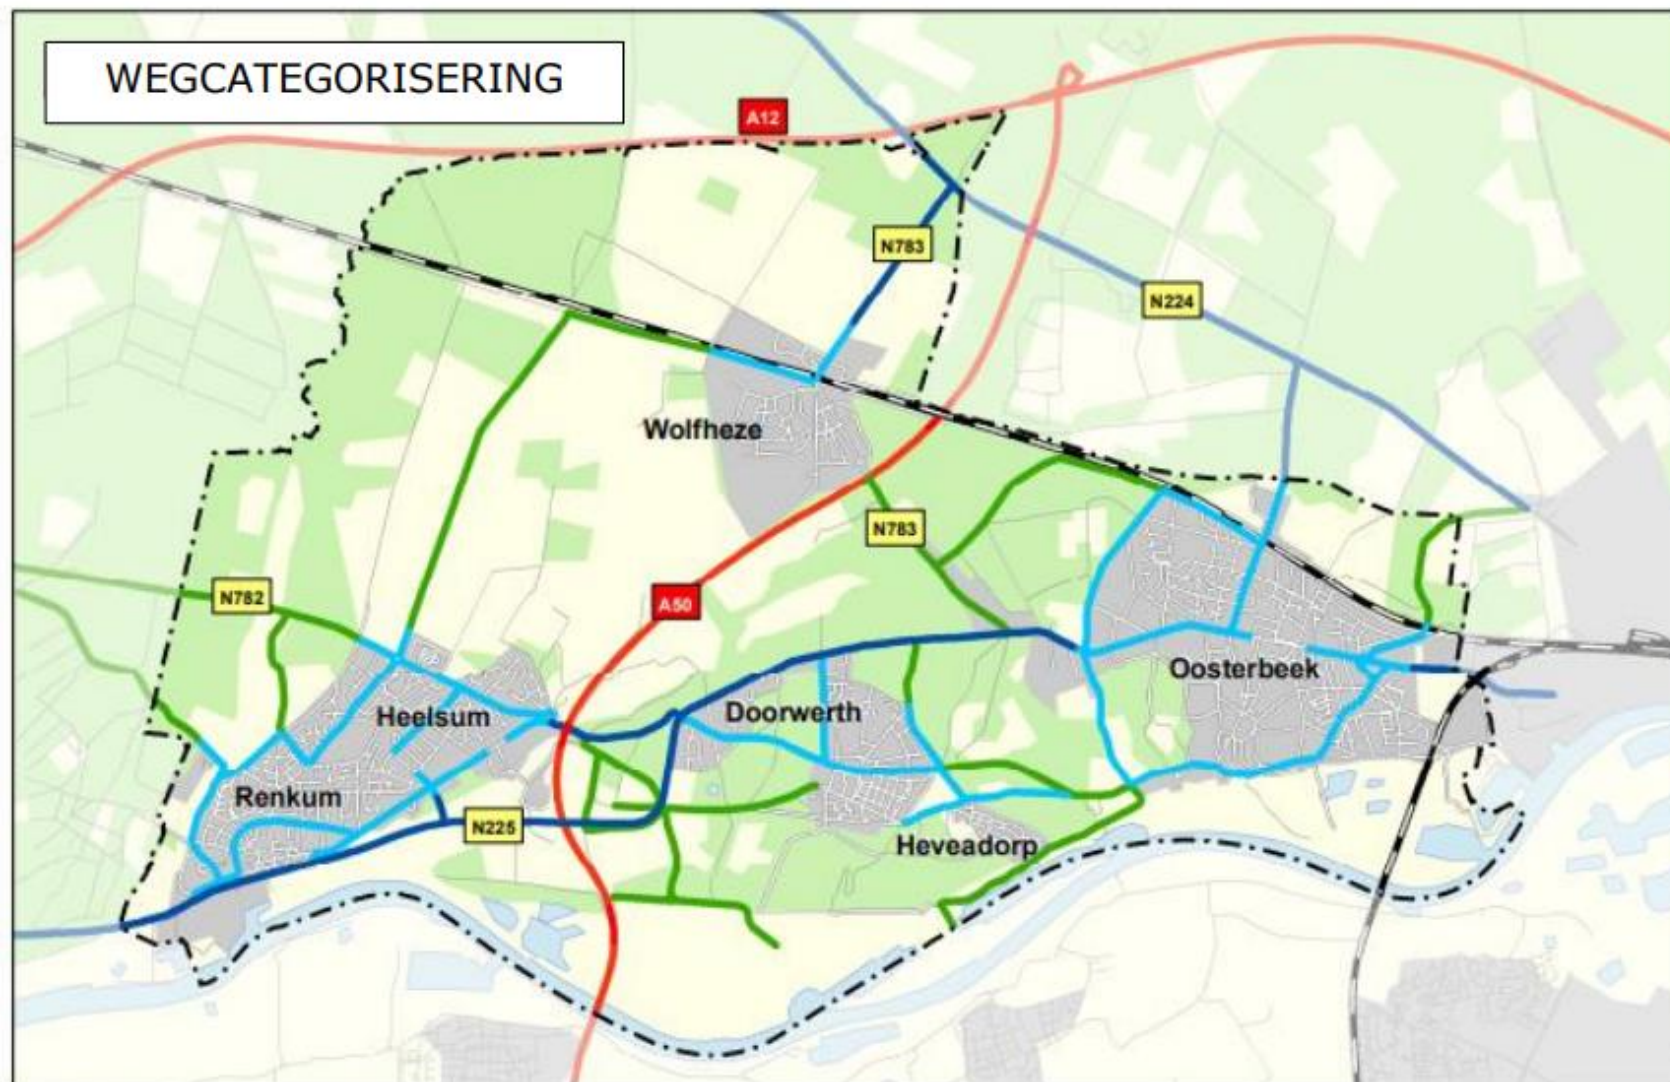 WEGCATEGORISERING
A12
N783
N224
Wolfheze
N783
N782
A50
Oosterbeek
Heelsum
Doorwerth
Renkum
N225
Heveadorp